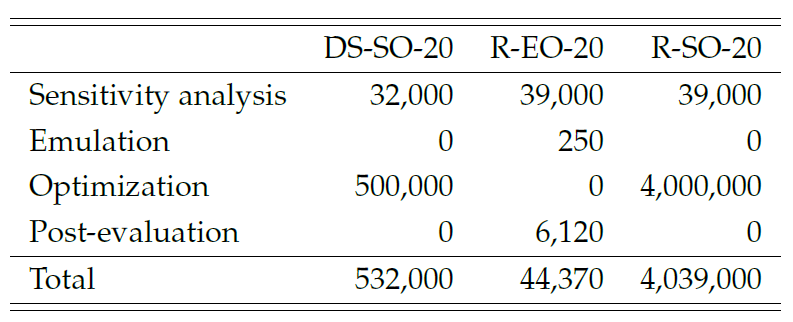 DS-SO-20 R-EO-20 R-SO-20
Sensitivity analysis 32,000 39,000 39,000
Emulation 0 250 0
Optimization 500,000 0 4,000,000
Post-evaluation 0 6,120 0
Total 532,000 44,370 4,039,000